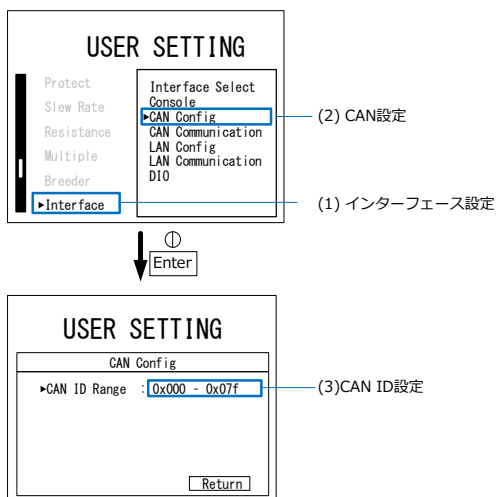 USER SETTING
Protect
Slew Rate
Resistance
Multiple
Breeder
►Interface
Interface Select
Console
►CAN Config
CAN Communication
LAN Config
LAN Communication
DIO
(2) CAN設定
(1) インターフェース設定
Enter
USER SETTING
CAN Config
►CAN ID Range : 0x000 - 0x07f
(3)CAN ID設定
Return